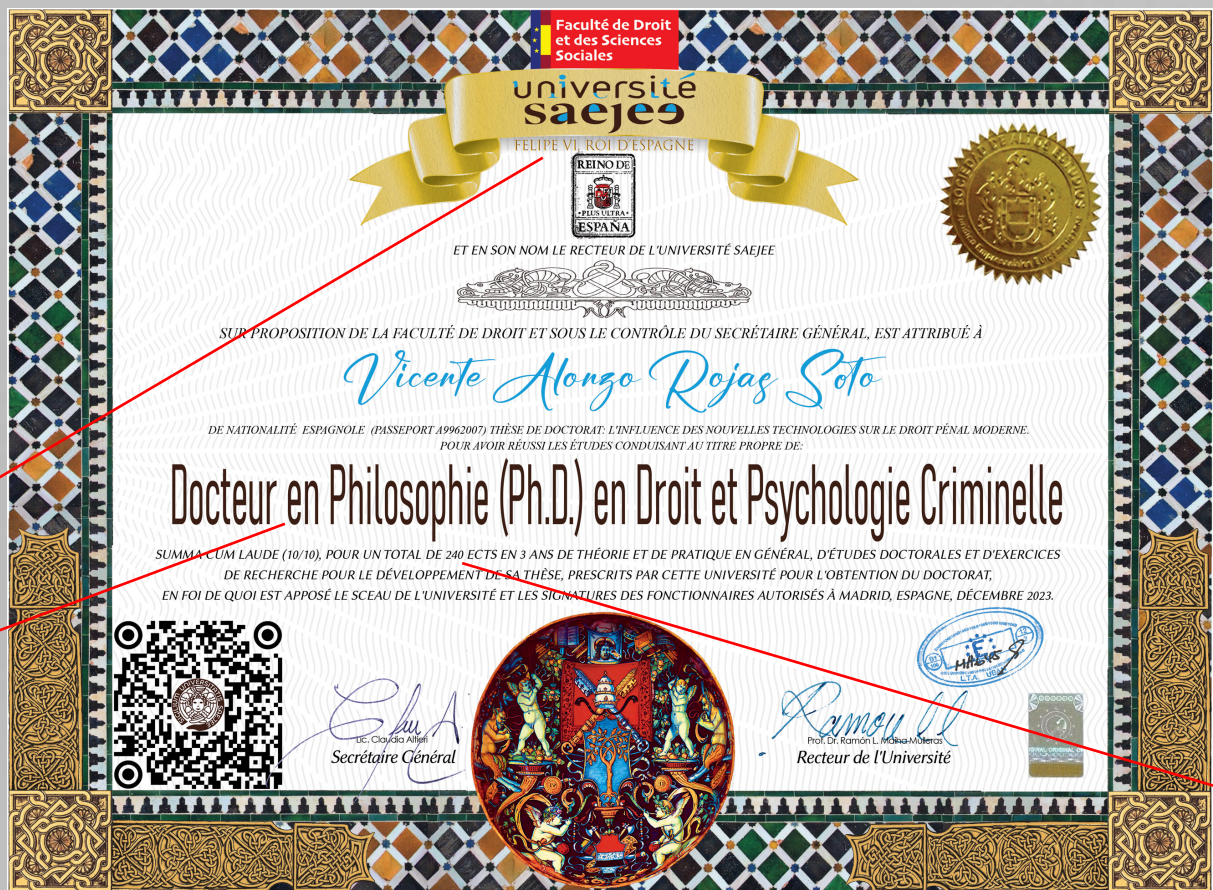 Faculté de Droit
et des Sciences
Sociales
université
saejee
FELIPE VI, ROI D'ESPAGNE
REINO DE
PLUS ULTRA
ESPAÑA
ET EN SON NOM LE RECTEUR DE L'UNIVERSITÉ SAEJEE
SUR PROPOSITION DE LA FACULTÉ DE DROIT ET SOUS LE CONTRÔLE DU SECRÉTAIRE GÉNÉRAL, EST ATTRIBUÉ À
Vicente Alonzo Rojas Soto
DE NATIONALITÉ ESPAGNOLE (PASSEPORT A9962007) THÈSE DE DOCTORAT: L'INFLUENCE DES NOUVELLES TECHNOLOGIES SUR LE DROIT PÉNAL MODERNE.
POUR AVOIR RÉUSSI LES ÉTUDES CONDUISANT AU TITRE PROPRE DE:
Docteur en Philosophie (Ph.D.) en Droit et Psychologie Criminelle
SUMMA CUM LAUDE (10/10), POUR UN TOTAL DE 240 ECTS EN 3 ANS DE THÉORIE ET DE PRATIQUE EN GÉNÉRAL, D'ÉTUDES DOCTORALES ET D'EXERCICES
DE RECHERCHE POUR LE DÉVELOPPEMENT DE SA THÈSE, PRESCRITS PAR CETTE UNIVERSITÉ POUR L'OBTENTION DU DOCTORAT,
EN FOI DE QUOI EST APPOSÉ LE SCEAU DE L'UNIVERSITÉ ET LES SIGNATURES DES FONCTIONNAIRES AUTORISÉS À MADRID, ESPAGNE, DÉCEMBRE 2023.
Lic. Claudia Altieri
Secrétaire Général
Prof. Dr. Ramón L.
Recteur de l'Université
E
L.T.A.